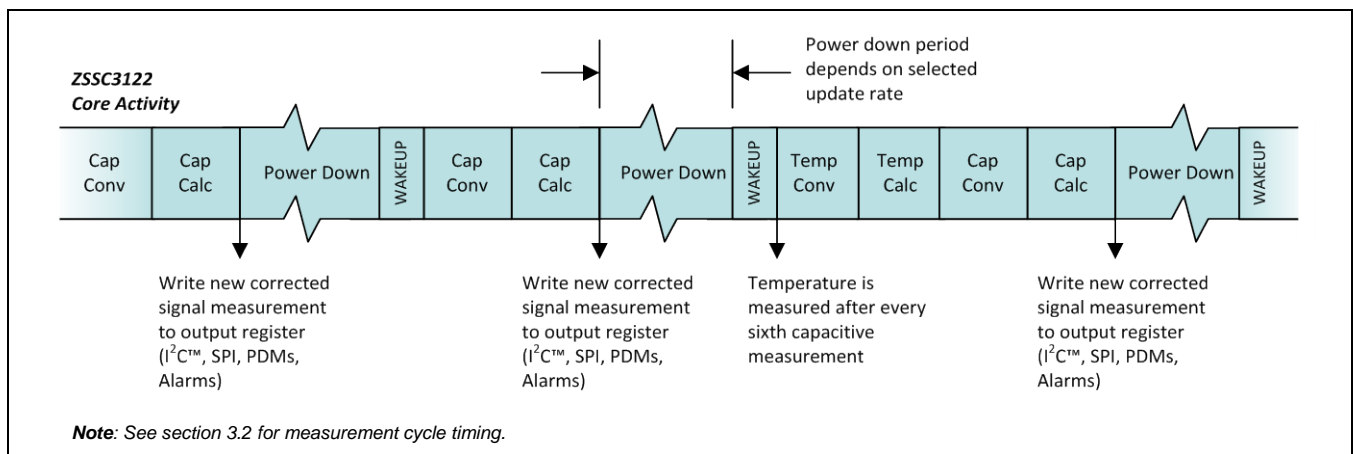 Power down period
depends on selected
update rate
ZSSC3122
Core Activity
Cap
Conv
Cap
Calc
Power Down
WAKEUP
Cap
Conv
Cap
Calc
Power Down
WAKEUP
Temp
Conv
Temp
Calc
Cap
Conv
Cap
Calc
Power Down
WAKEUP
Write new corrected
signal measurement
to output register
(I²C™, SPI, PDMs,
Alarms)
Write new corrected
signal measurement
to output register
(I²C™, SPI, PDMs,
Alarms)
Temperature is
measured after every
sixth capacitive
measurement
Write new corrected
signal measurement
to output register
(I²C™, SPI, PDMs,
Alarms)
Note: See section 3.2 for measurement cycle timing.